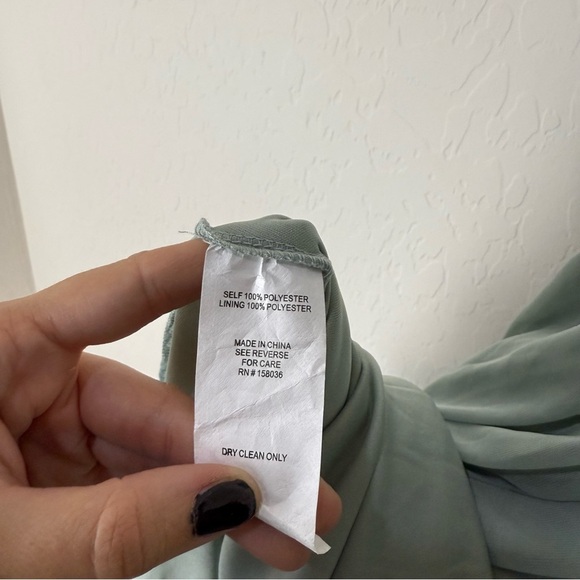 SELF 100% POLYESTER
LINING 100% POLYESTER
MADE IN CHINA
SEE REVERSE
FOR CARE
RN # 158036
DRY CLEAN ONLY